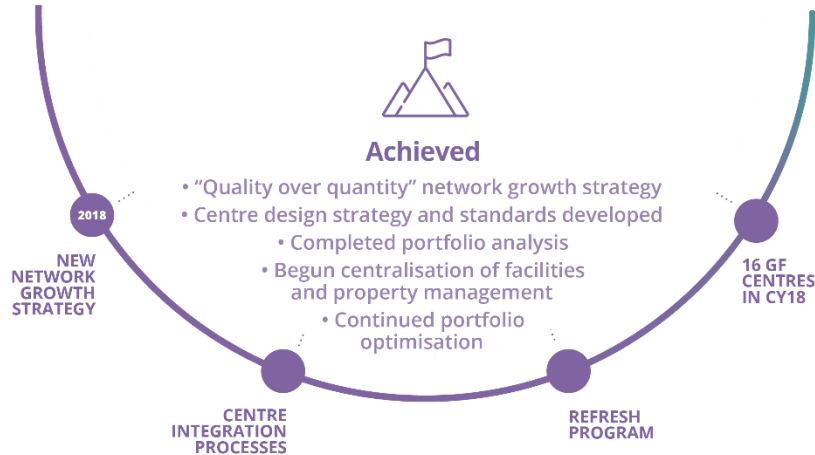 Achieved
• “Quality over quantity” network growth strategy
• Centre design strategy and standards developed
• Completed portfolio analysis
• Begun centralisation of facilities
and property management
• Continued portfolio
optimisation
2018
NEW
NETWORK
GROWTH
STRATEGY
CENTRE
INTEGRATION
PROCESSES
REFRESH
PROGRAM
16 GF
CENTRES
IN CY18